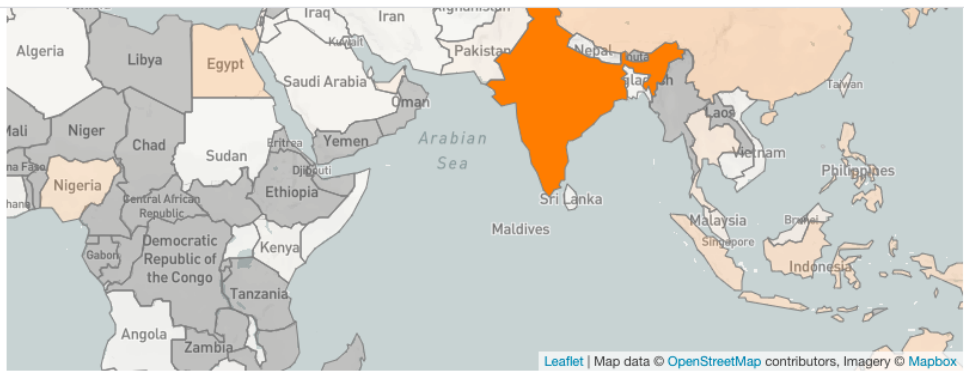 Iraq
Iran
Afghanistan
Algeria
Libya
Egypt
Kuwait
Pakistan
Nepal
Saudi Arabia
Taiwan
Oman
Mali
Niger
Chad
Laos
Eritrea
Yemen
Arabian
Sea
Sudan
Vietnam
Djibouti
Philippines
Nigeria
Ethiopia
Central African
Republic
Sri Lanka
Malaysia
Brunei
Maldives
Democratic
Republic of
the Congo
Gabon
Kenya
Singapore
Indonesia
Tanzania
Angola
Zambia
Leaflet | Map data © OpenStreetMap contributors, Imagery © Mapbox